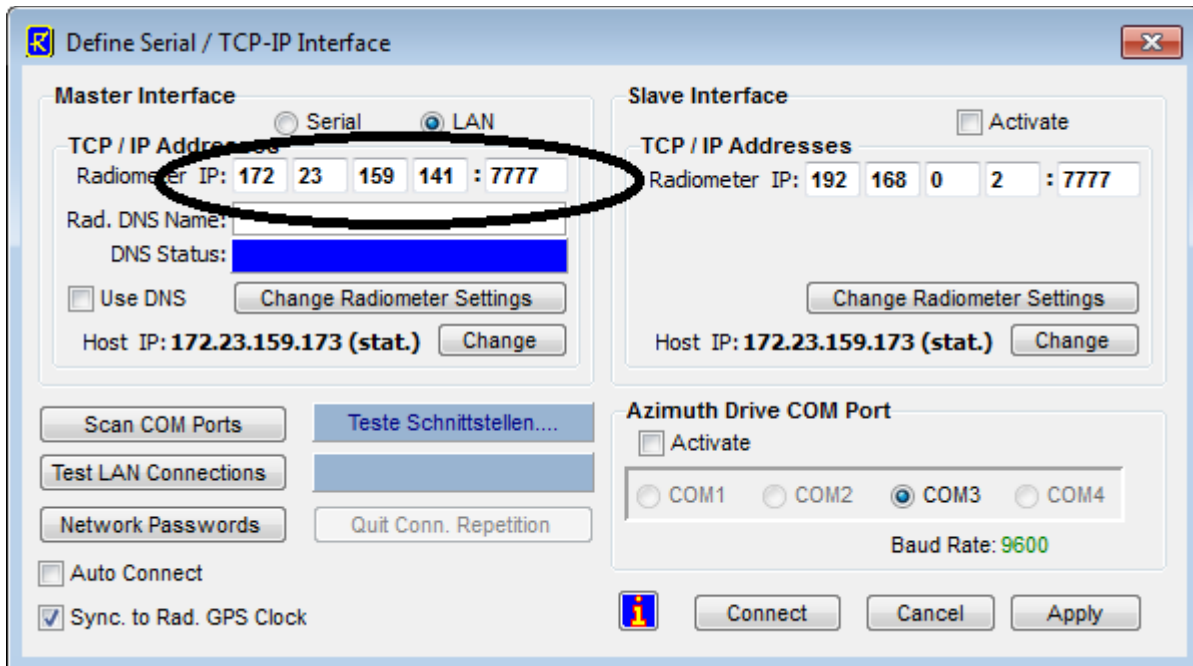 Define Serial / TCP-IP Interface
Master Interface
Serial LAN
TCP / IP Addresses
Radiometer IP: 172 23 159 141 : 7777
Rad. DNS Name:
DNS Status:
Use DNS Change Radiometer Settings
Host IP: 172.23.159.173 (stat.) Change
Slave Interface
Activate
TCP / IP Addresses
Radiometer IP: 192 168 0 2 : 7777
Change Radiometer Settings
Host IP: 172.23.159.173 (stat.) Change
Scan COM Ports Teste Schnittstellen....
Test LAN Connections
Network Passwords Quit Conn. Repetition
Auto Connect
Sync. to Rad. GPS Clock
Azimuth Drive COM Port
Activate
COM1 COM2 COM3 COM4
Baud Rate: 9600
i Connect Cancel Apply